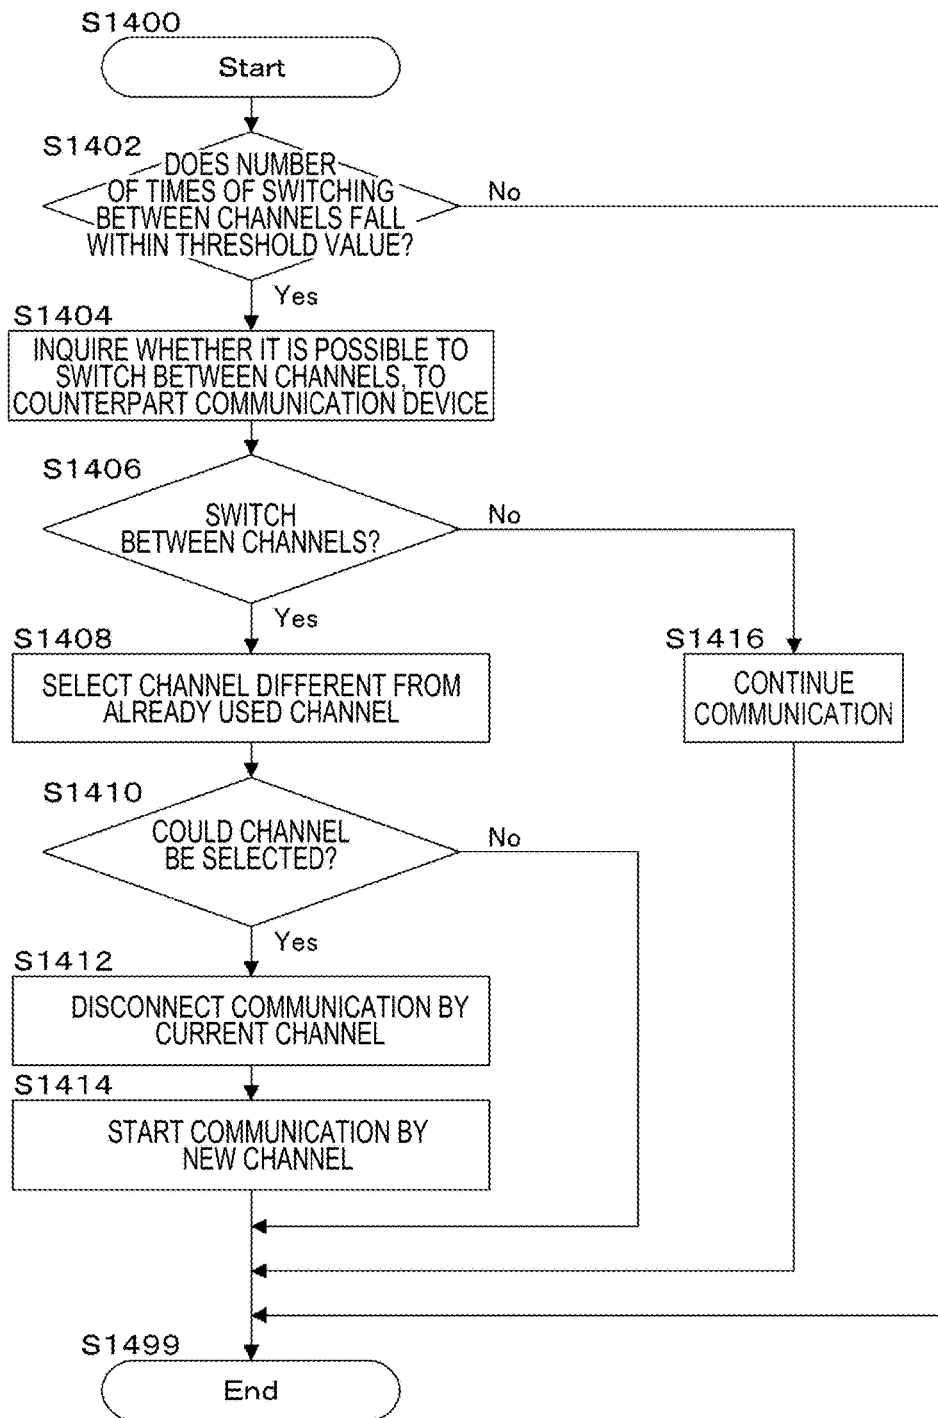 S1400
Start
S1402
DOES NUMBER
OF TIMES OF SWITCHING
BETWEEN CHANNELS FALL
WITHIN THRESHOLD VALUE?
No
Yes
S1404
INQUIRE WHETHER IT IS POSSIBLE TO
SWITCH BETWEEN CHANNELS, TO
COUNTERPART COMMUNICATION DEVICE
S1406
SWITCH
BETWEEN CHANNELS?
No
Yes
S1408
SELECT CHANNEL DIFFERENT FROM
ALREADY USED CHANNEL
S1416
CONTINUE
COMMUNICATION
S1410
COULD CHANNEL
BE SELECTED?
No
Yes
S1412
DISCONNECT COMMUNICATION BY
CURRENT CHANNEL
S1414
START COMMUNICATION BY
NEW CHANNEL
S1499
End